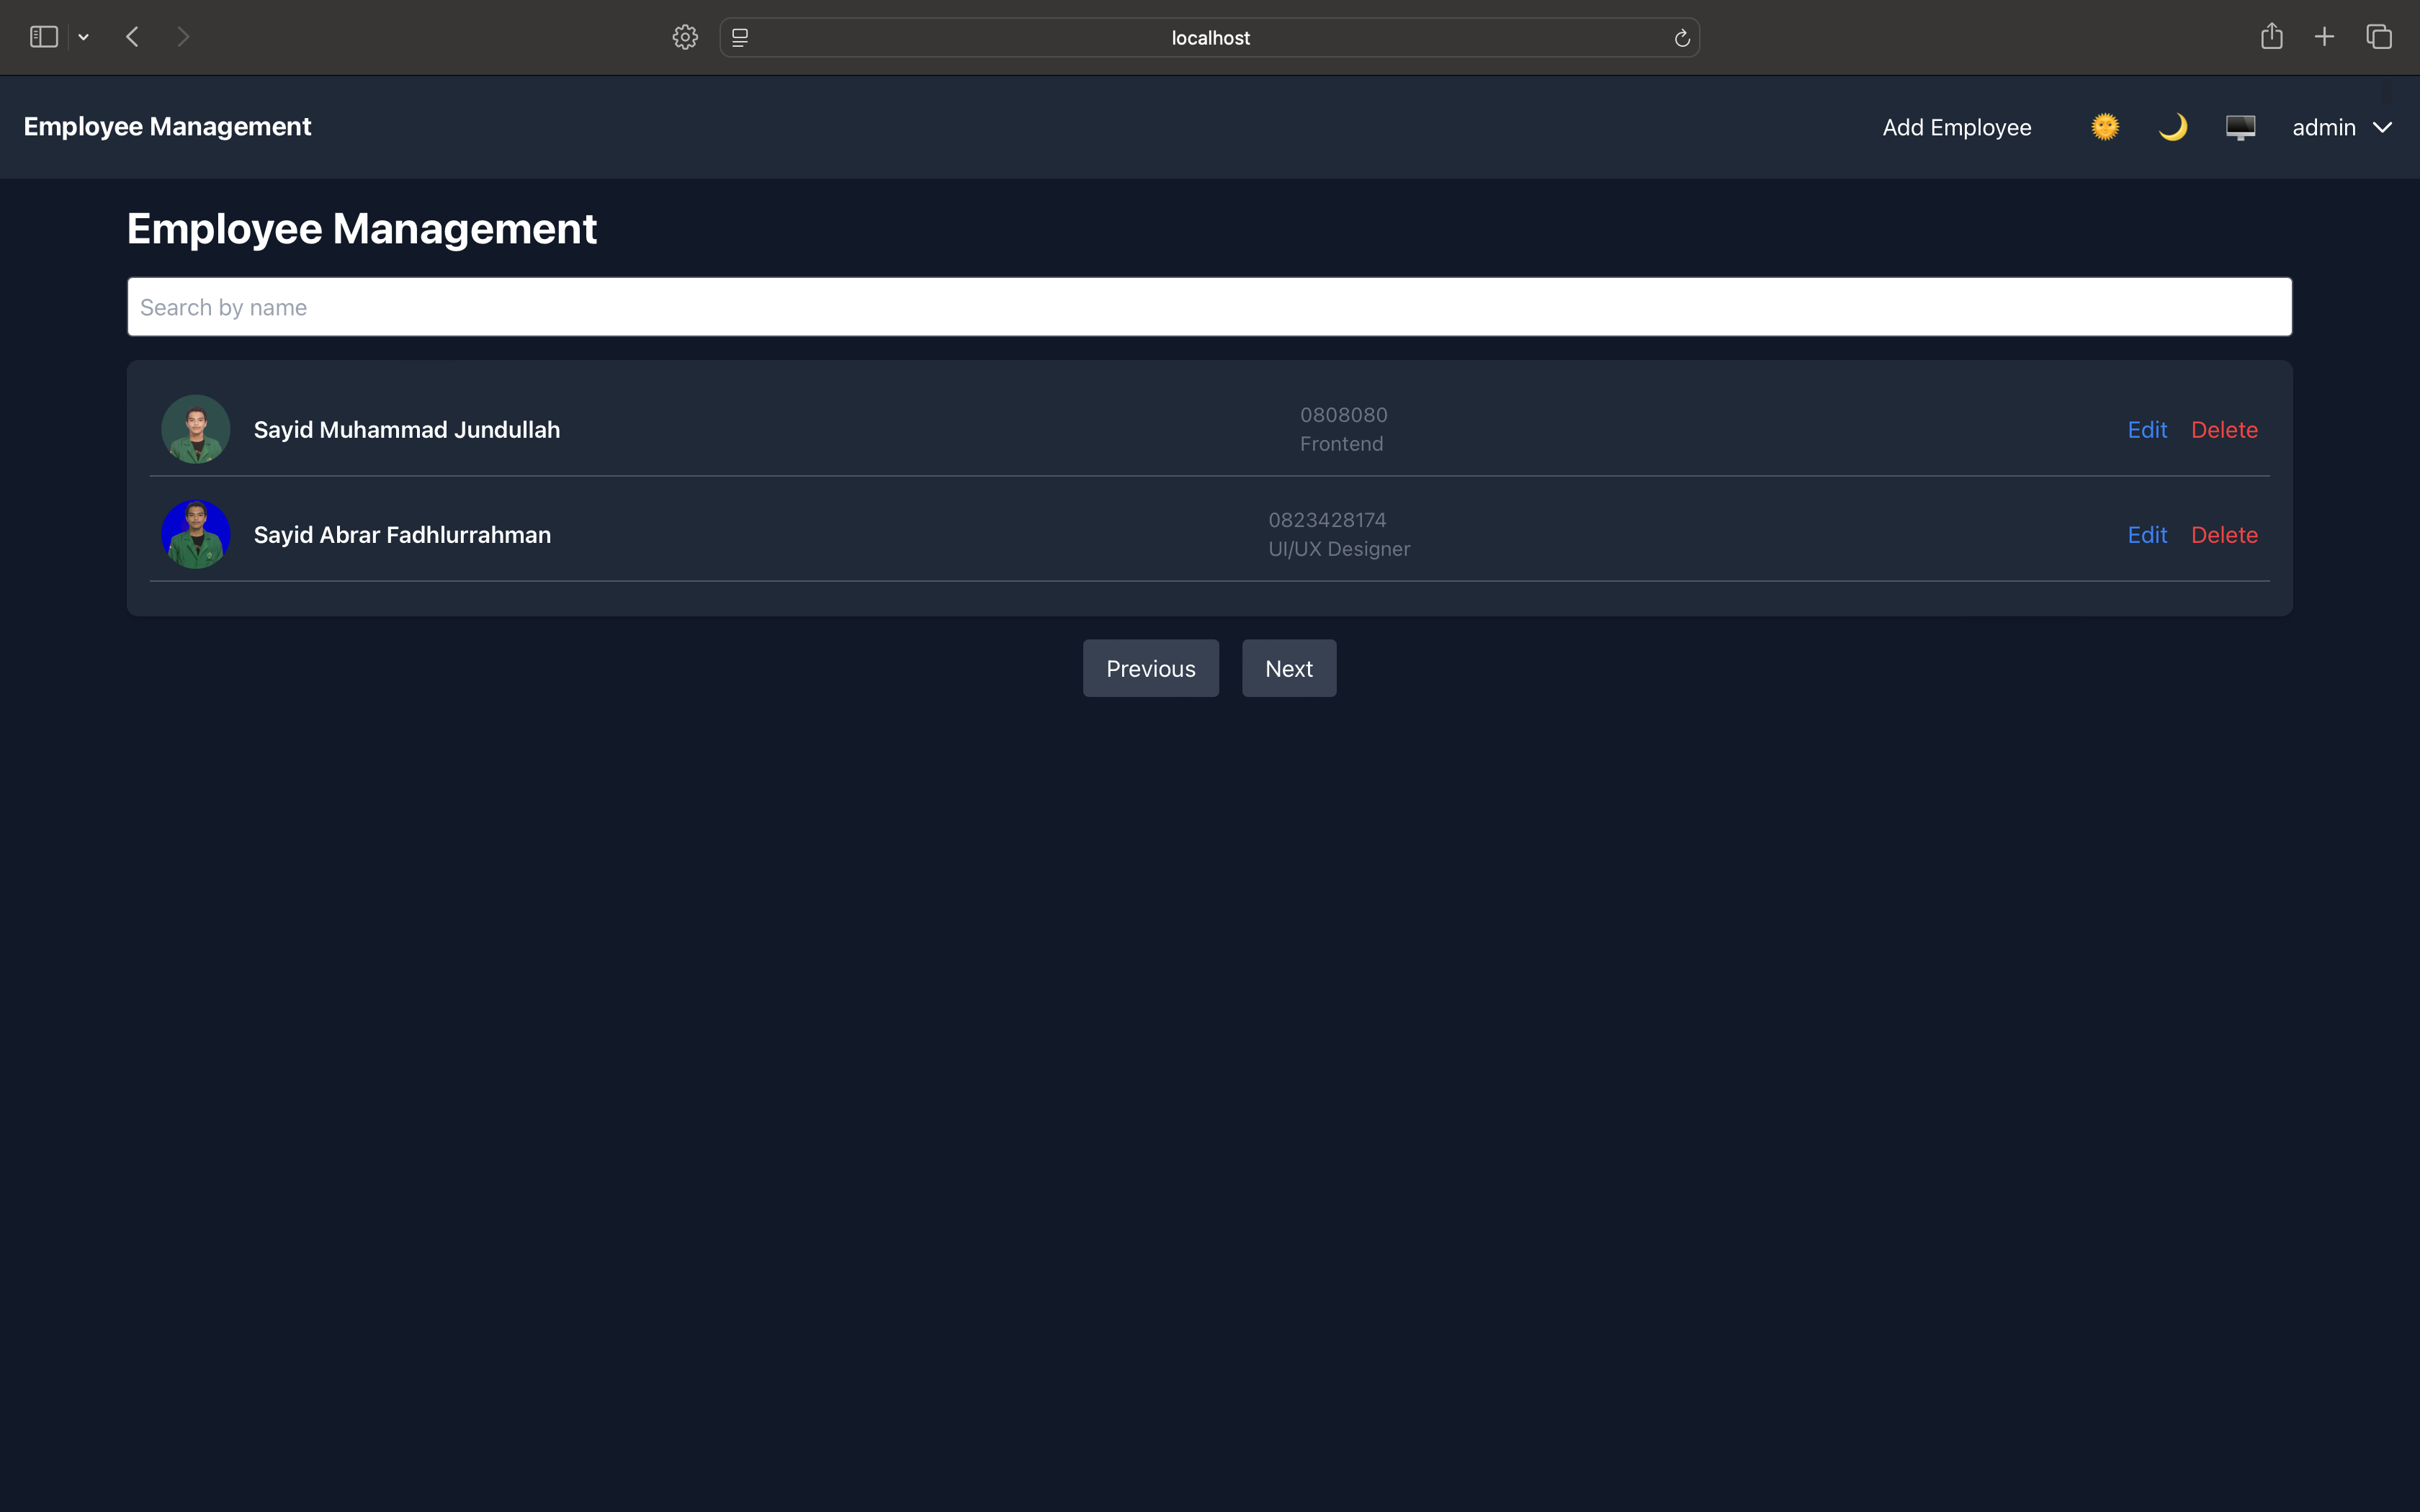 localhost
Employee Management
Add Employee
admin
Employee Management
Search by name
Sayid Muhammad Jundullah
0808080
Frontend
Edit Delete
Sayid Abrar Fadhlurrahman
0823428174
UI/UX Designer
Edit Delete
Previous Next